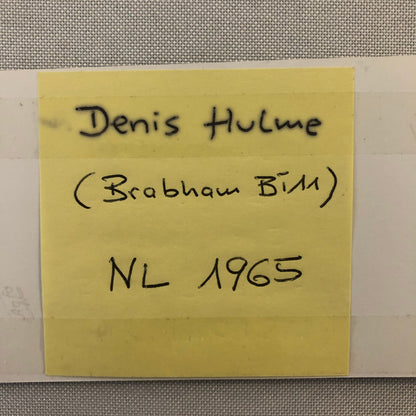 Denis Hulme
(Brabham BT11)
NL 1965